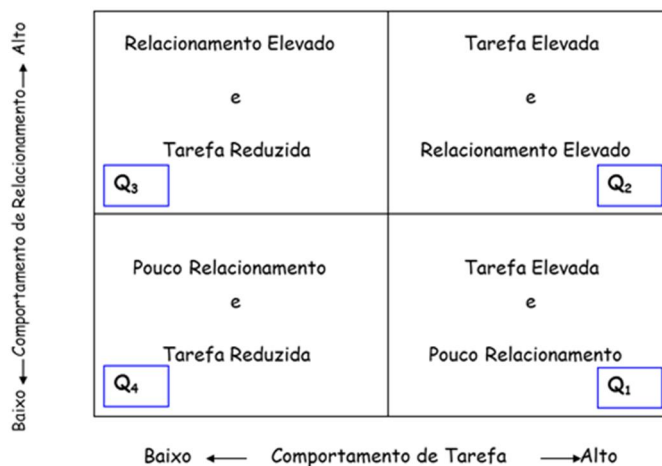 Baixo ← Comportamento de Relacionamento → Alto
Relacionamento Elevado
e
Tarefa Reduzida
Q₃
Tarefa Elevada
e
Relacionamento Elevado
Q₂
Pouco Relacionamento
e
Tarefa Reduzida
Q₄
Tarefa Elevada
e
Pouco Relacionamento
Q₁
Baixo ← Comportamento de Tarefa → Alto